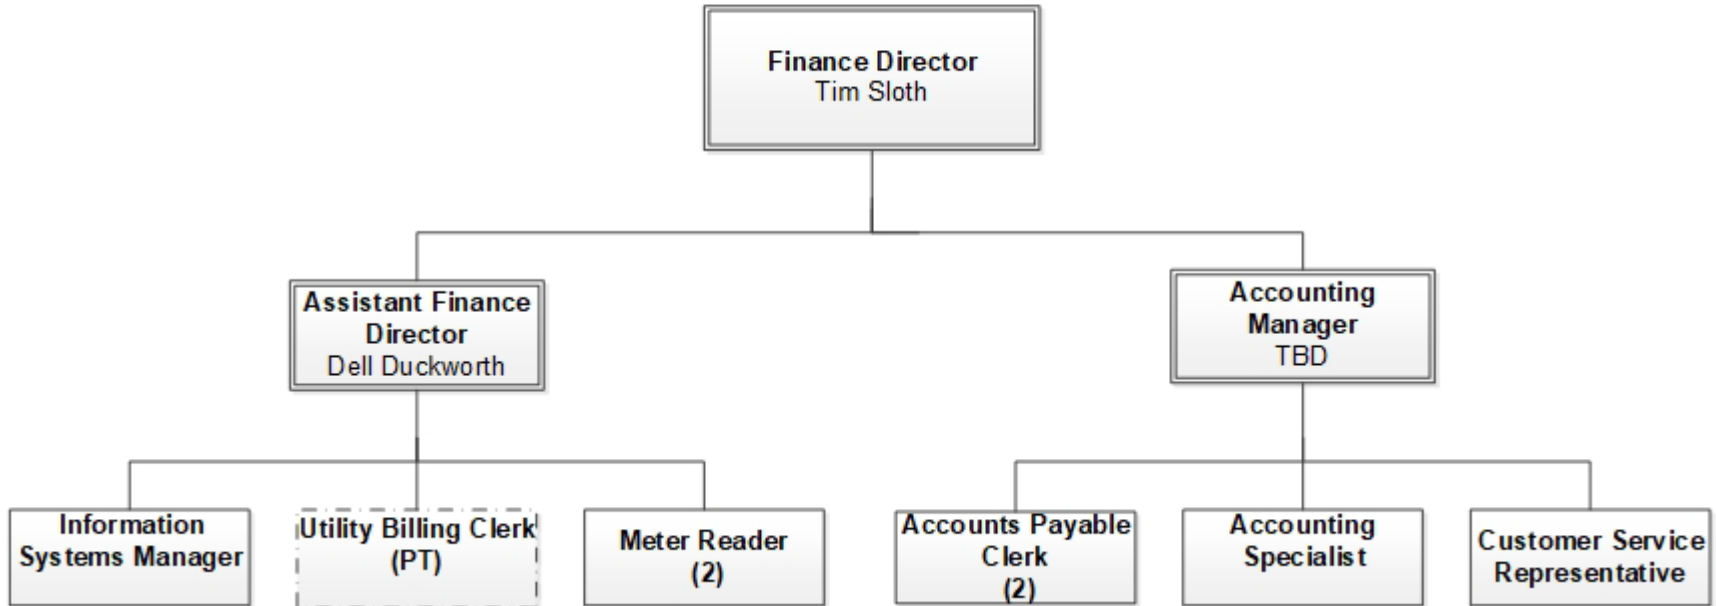 Finance Director
Tim Sloth
Assistant Finance
Director
Dell Duckworth
Accounting
Manager
TBD
Information
Systems Manager
Utility Billing Clerk
(PT)
Meter Reader
(2)
Accounts Payable
Clerk
(2)
Accounting
Specialist
Customer Service
Representative